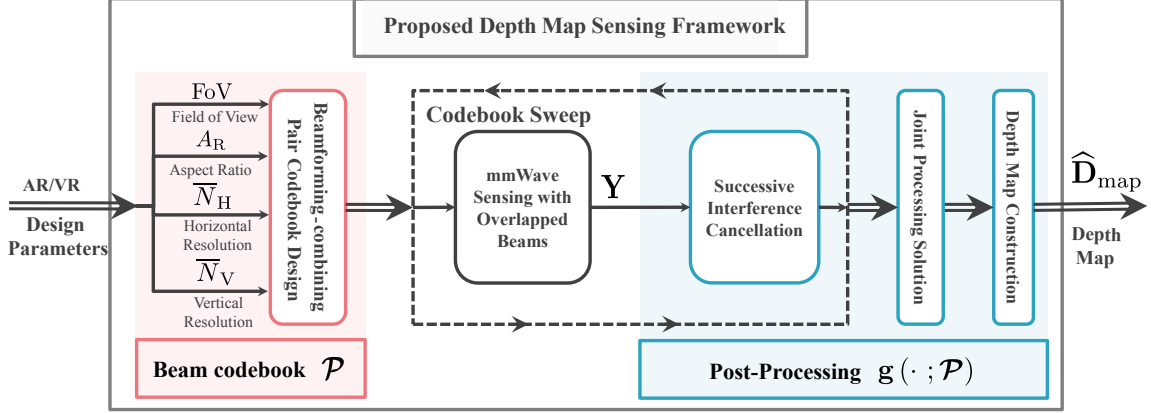 Proposed Depth Map Sensing Framework
AR/VR
Design
Parameters
FoV
Field of View
A_R
Aspect Ratio
N̅_H
Horizontal
Resolution
N̅_V
Vertical
Resolution
Beamforming-combining
Pair Codebook Design
Codebook Sweep
mmWave
Sensing with
Overlapped
Beams
Y
Successive
Interference
Cancellation
Joint Processing Solution
Depth Map Construction
D̂_map
Depth
Map
Beam codebook 𝓟
Post-Processing g(· ; 𝓟)